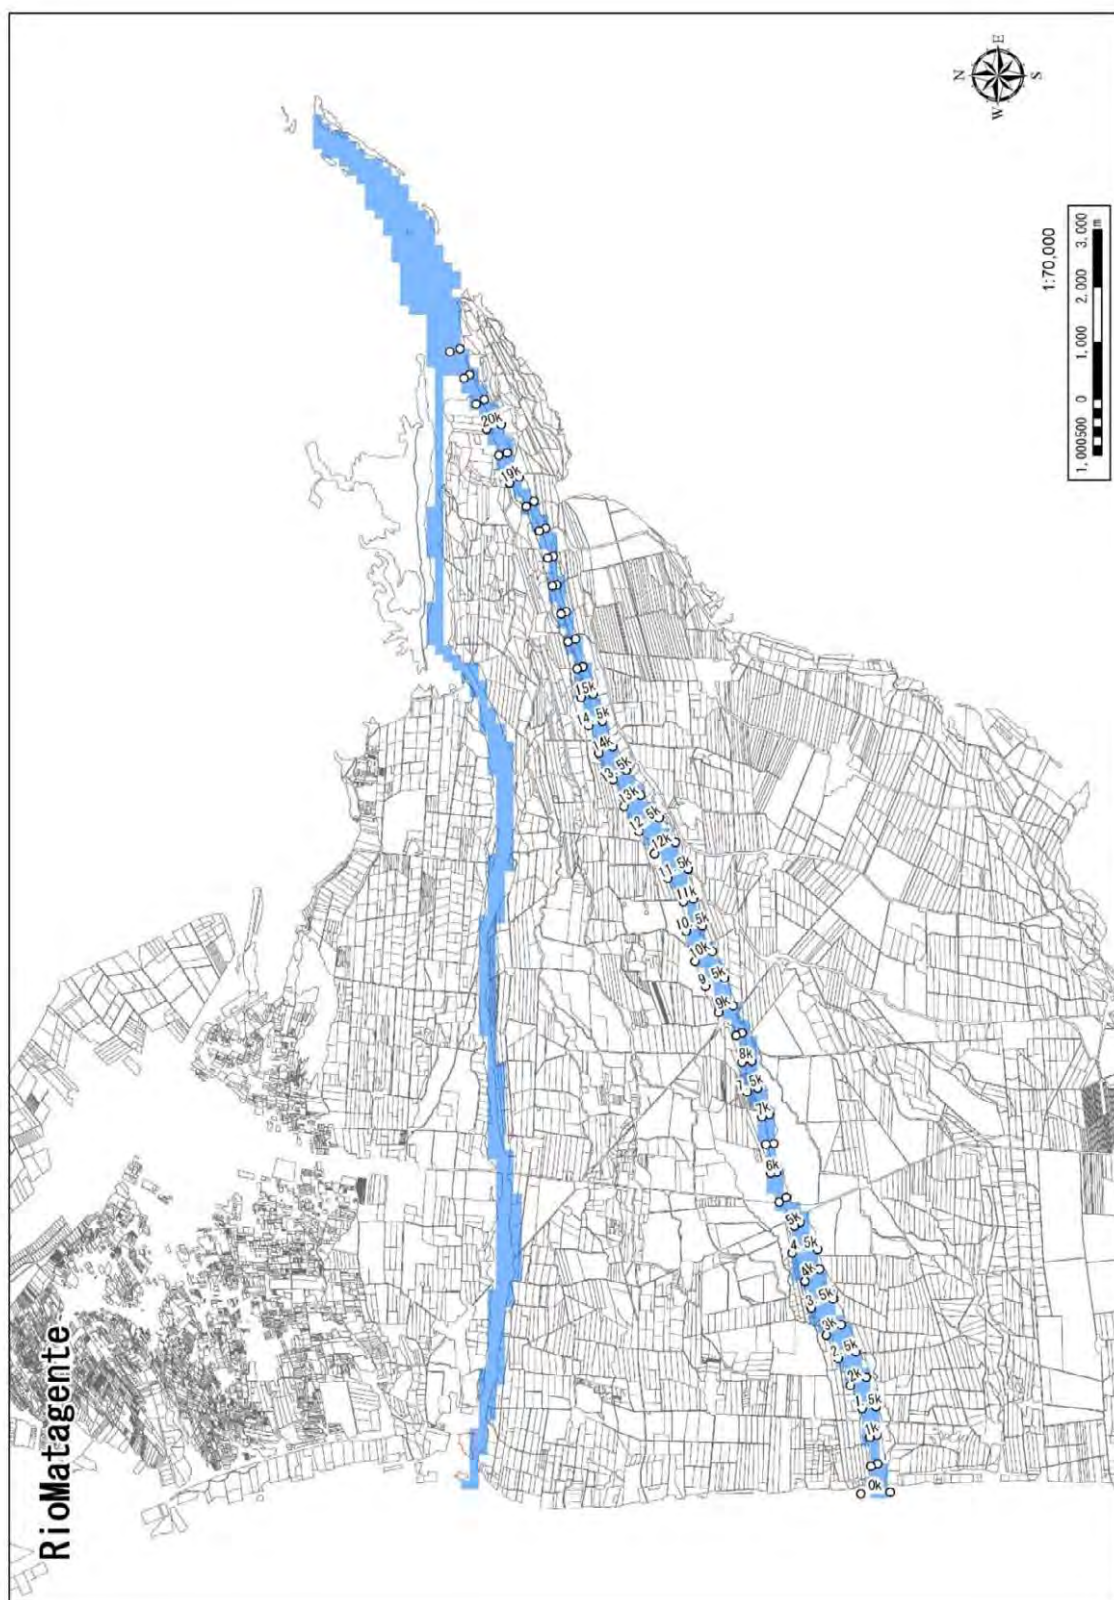 RioMatagente
N
E
W
S
1:70,000
1,000500 0 1,000 2,000 3,000 m
20k
19k
15k
14.5k
14k
13.5k
13k
12.5k
12k
11.5k
11k
10.5k
10k
9.5k
9k
8k
7.5k
7k
6k
5k
4.5k
4k
3.5k
3k
2.5k
2k
1.5k
1k
0k